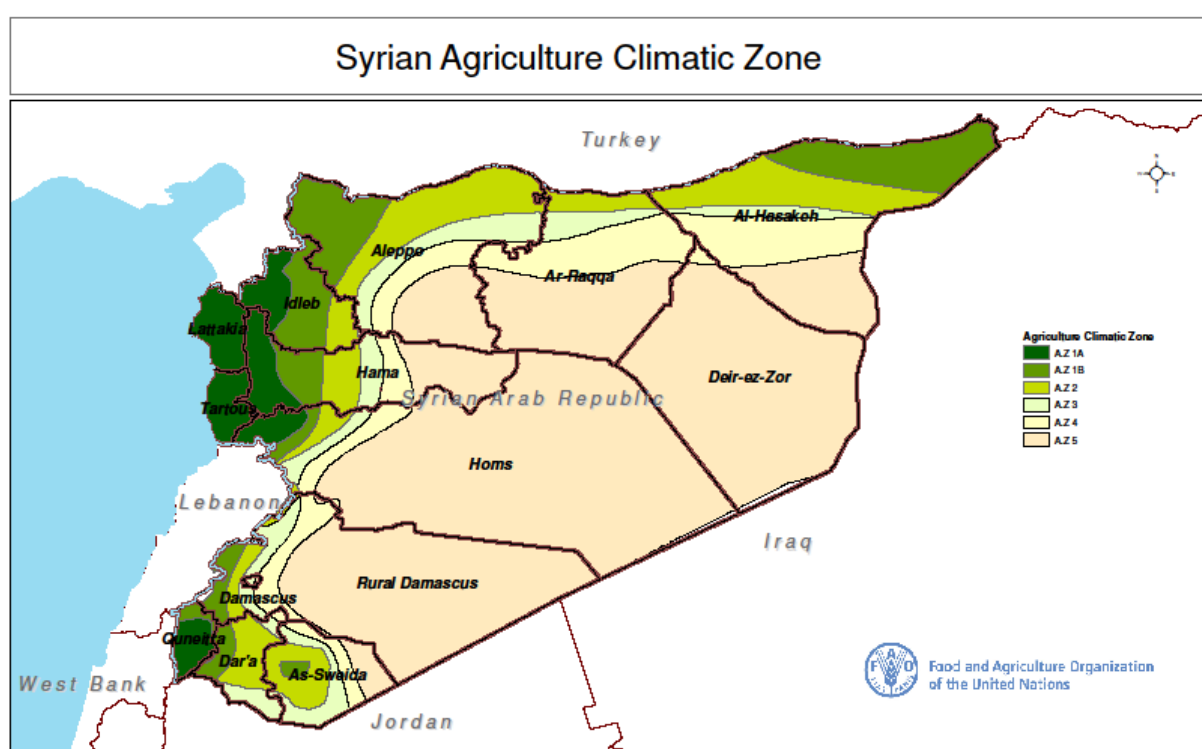 Syrian Agriculture Climatic Zone
Turkey
Al-Hasakeh
Aleppo
Ar-Raqqa
Idleb
Lattakia
Hama
Deir-ez-Zor
Syrian Arab Republic
Tartous
Homs
Lebanon
Iraq
Rural Damascus
Damascus
Quneitra
Dar'a
As-Sweida
West Bank
Jordan
Agriculture Climatic Zone
A.Z 1A
A.Z 1B
A.Z 2
A.Z 3
A.Z 4
A.Z 5
FAO
Food and Agriculture Organization
of the United Nations